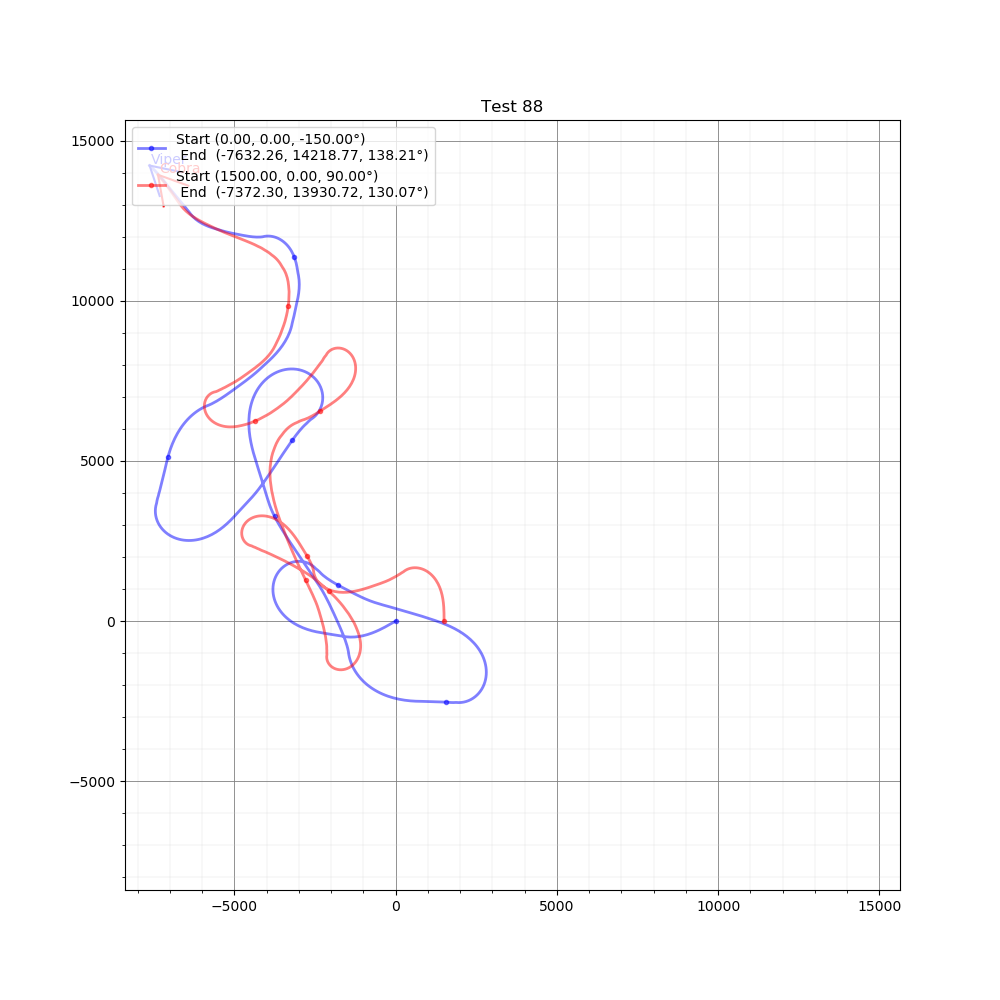 Test 88
Start (0.00, 0.00, -150.00°)
End (-7632.26, 14218.77, 138.21°)
Start (1500.00, 0.00, 90.00°)
End (-7372.30, 13930.72, 130.07°)
Viper
Cobra
15000
10000
5000
0
−5000
−5000
0
5000
10000
15000